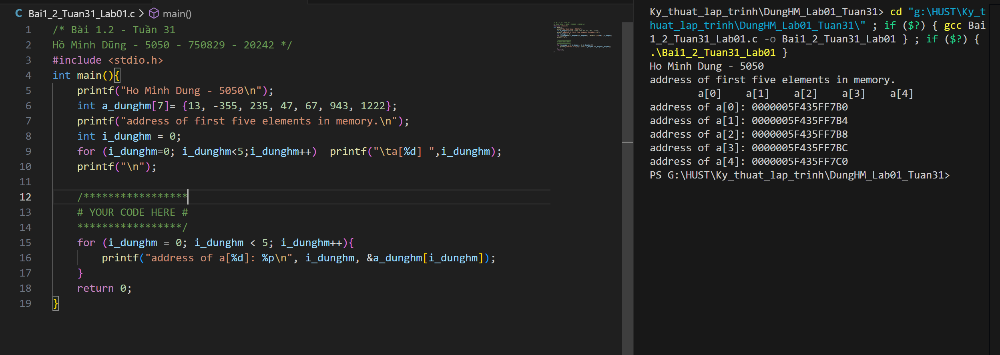 C Bai1_2_Tuan31_Lab01.c > main()
1 /* Bài 1.2 - Tuần 31
2 Hồ Minh Dũng - 5050 - 750829 - 20242 */
3 #include <stdio.h>
4 int main(){
5     printf("Ho Minh Dung - 5050\n");
6     int a_dunghm[7]= {13, -355, 235, 47, 67, 943, 1222};
7     printf("address of first five elements in memory.\n");
8     int i_dunghm = 0;
9     for (i_dunghm=0; i_dunghm<5;i_dunghm++)  printf("\ta[%d] ",i_dunghm);
10     printf("\n");
11
12     /*****************
13     # YOUR CODE HERE #
14     *****************/
15     for (i_dunghm = 0; i_dunghm < 5; i_dunghm++){
16         printf("address of a[%d]: %p\n", i_dunghm, &a_dunghm[i_dunghm]);
17     }
18     return 0;
19 }
Ky_thuat_lap_trinh\DungHM_Lab01_Tuan31> cd "g:\HUST\Ky_t
huat_lap_trinh\DungHM_Lab01_Tuan31\" ; if ($?) { gcc Bai
1_2_Tuan31_Lab01.c -o Bai1_2_Tuan31_Lab01 } ; if ($?) {
.\Bai1_2_Tuan31_Lab01 }
Ho Minh Dung - 5050
address of first five elements in memory.
        a[0]    a[1]    a[2]    a[3]    a[4]
address of a[0]: 0000005F435FF7B0
address of a[1]: 0000005F435FF7B4
address of a[2]: 0000005F435FF7B8
address of a[3]: 0000005F435FF7BC
address of a[4]: 0000005F435FF7C0
PS G:\HUST\Ky_thuat_lap_trinh\DungHM_Lab01_Tuan31>